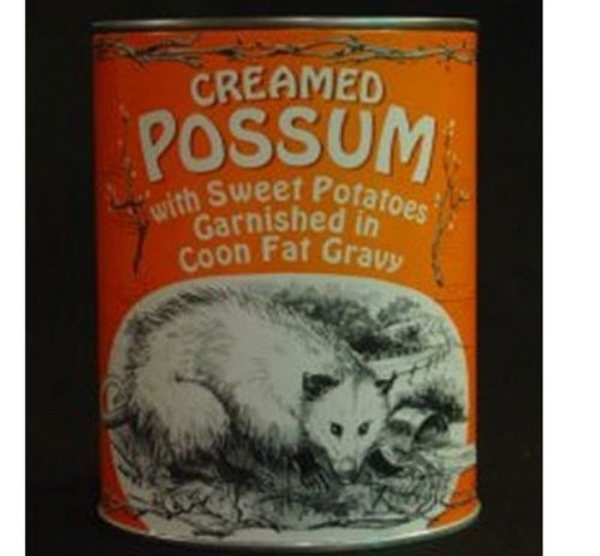 CREAMED
POSSUM
with Sweet Potatoes
Garnished in
Coon Fat Gravy